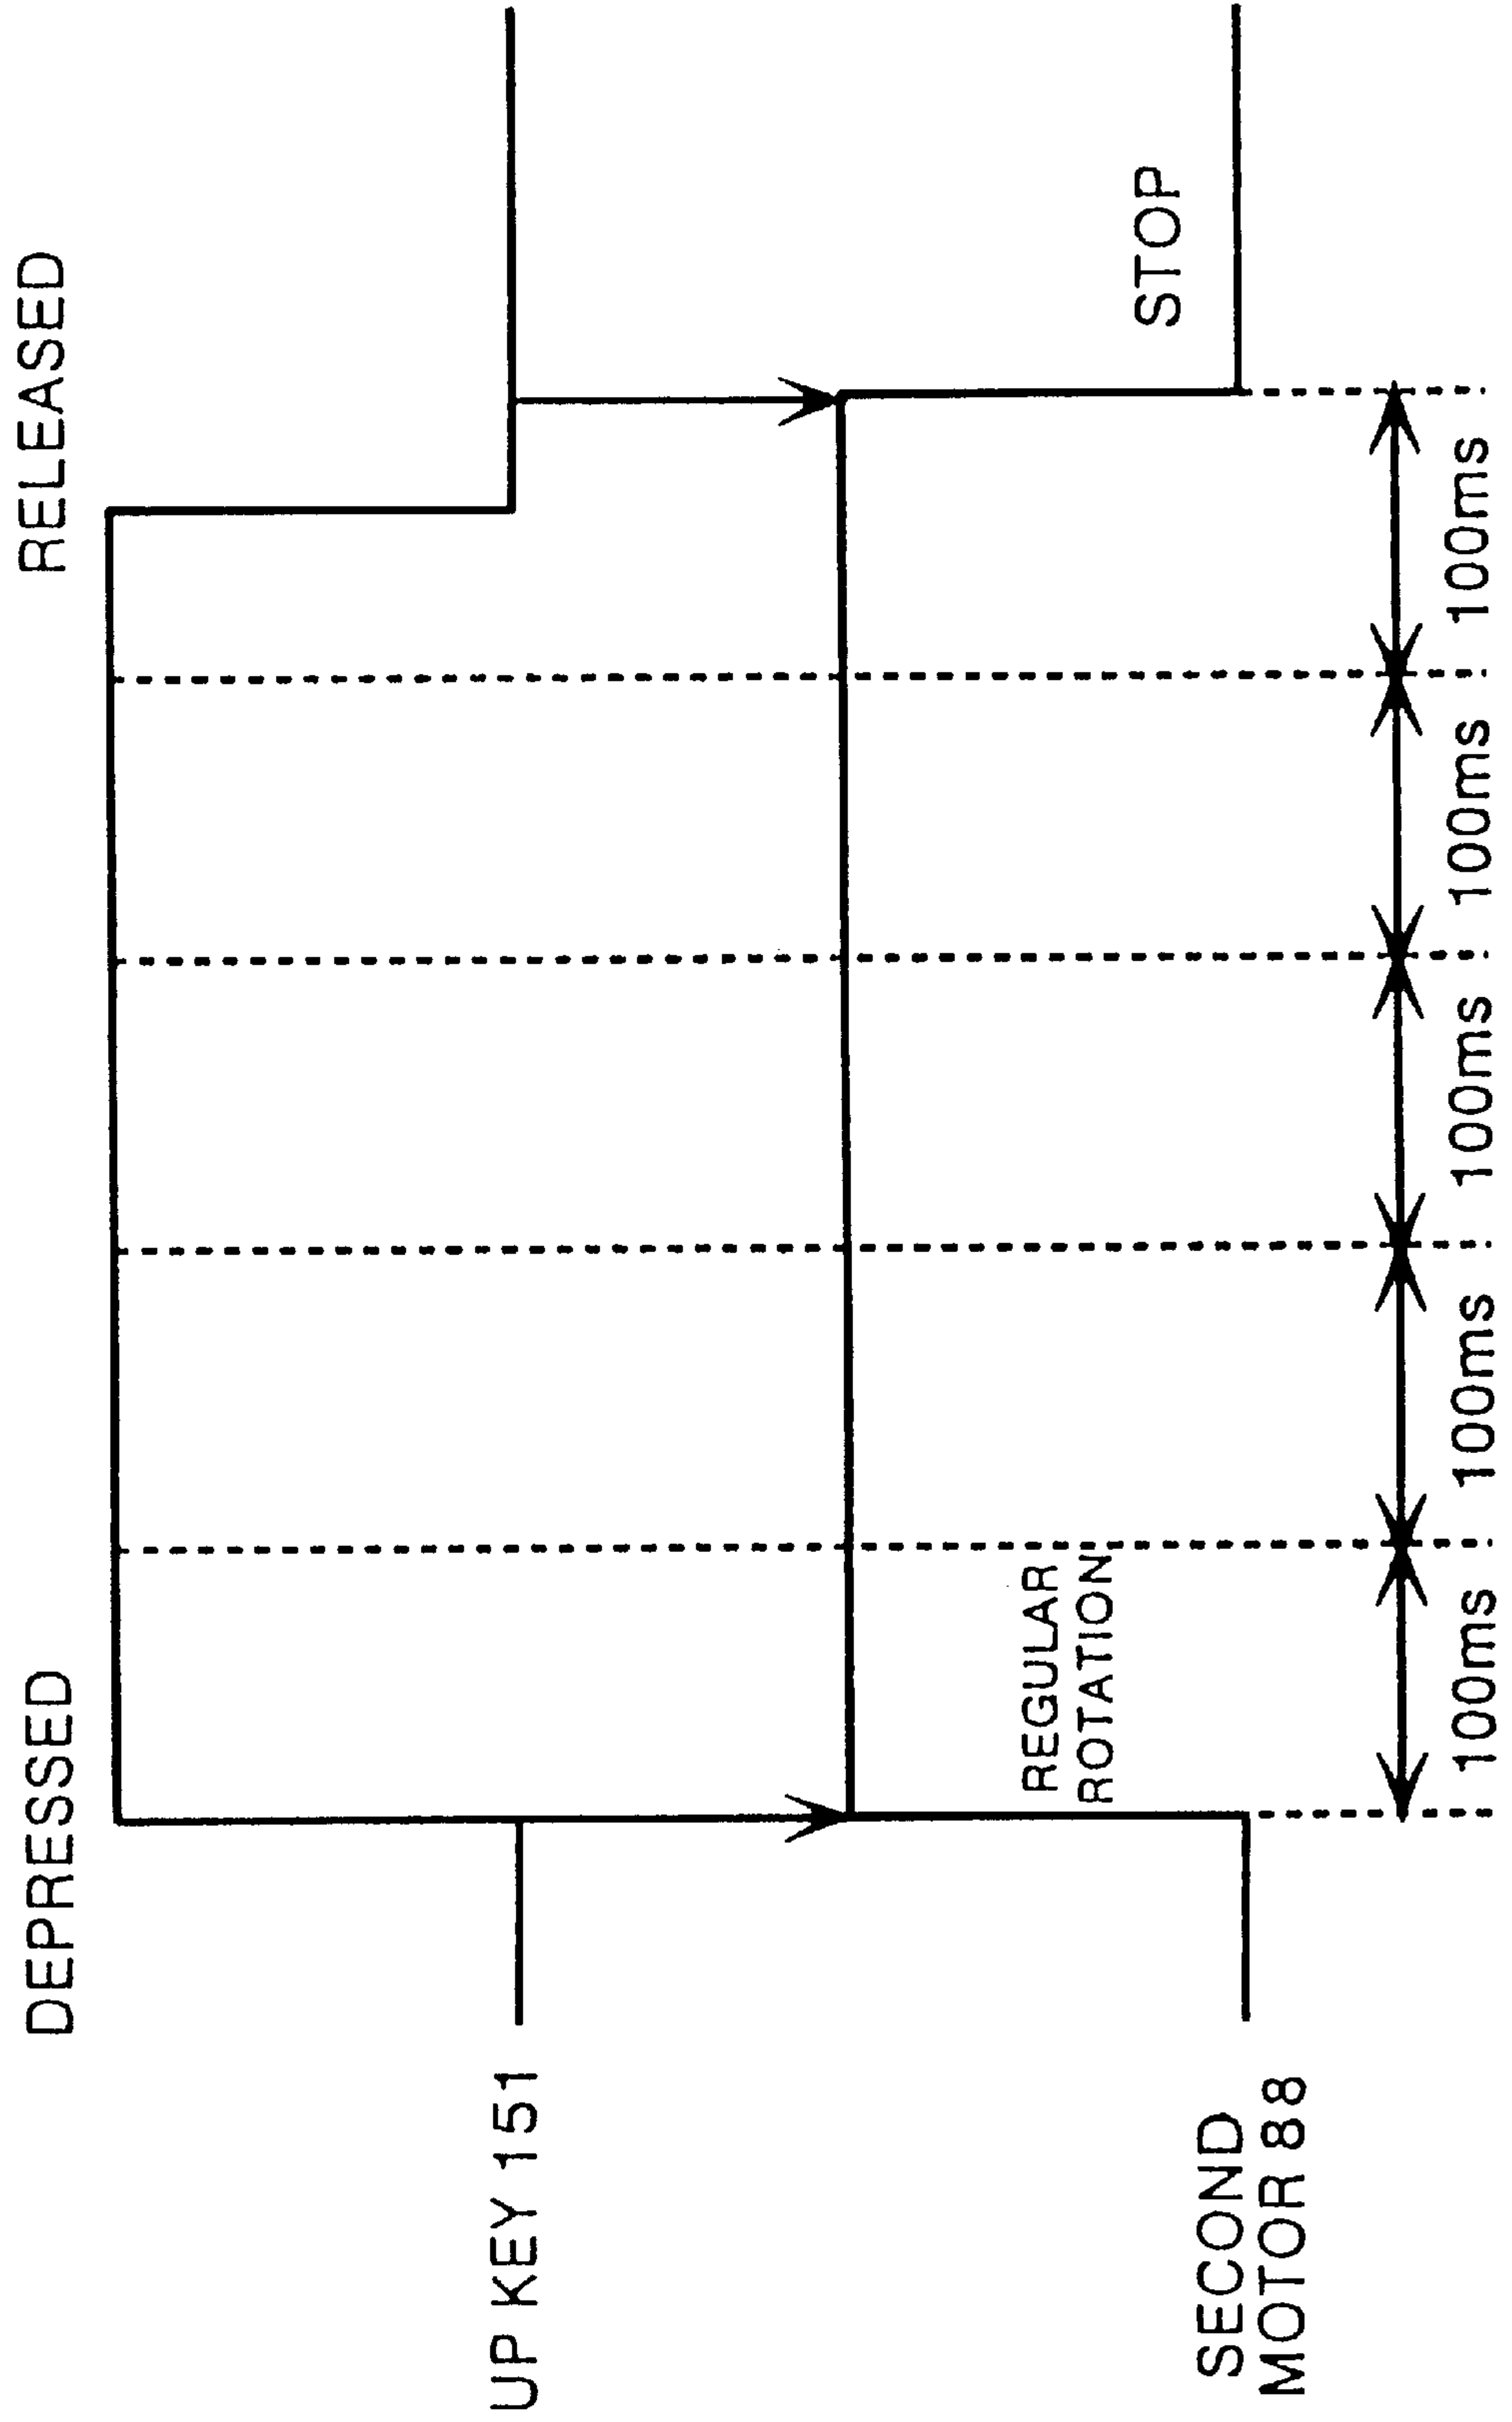 DEPRESSED
RELEASED
UP KEY 151
REGULAR
ROTATION
STOP
SECOND
MOTOR 88
100ms
100ms
100ms
100ms
100ms